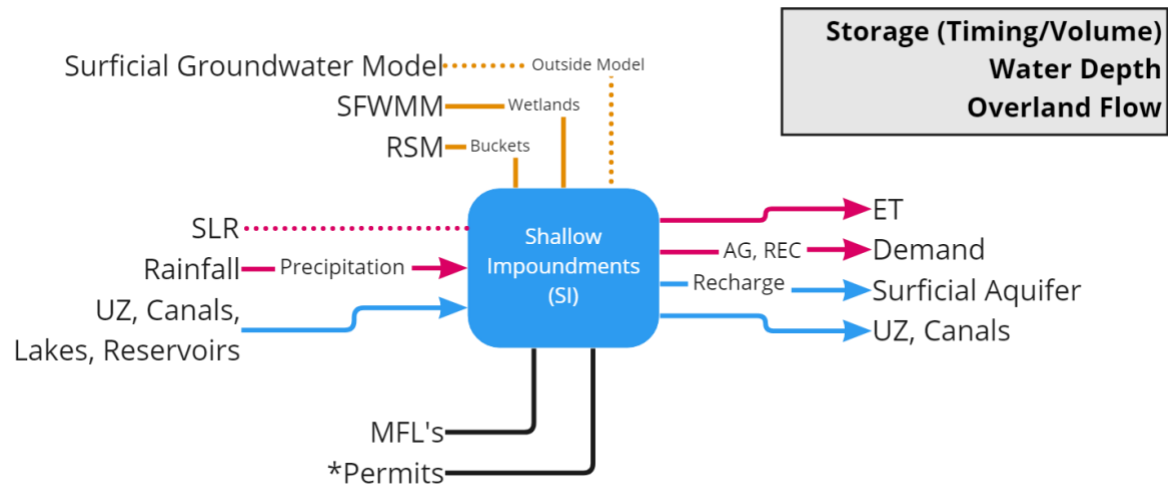 Storage (Timing/Volume)
Water Depth
Overland Flow
Surficial Groundwater Model
Outside Model
SFWMM
Wetlands
RSM
Buckets
SLR
Rainfall
Precipitation
UZ, Canals,
Lakes, Reservoirs
Shallow
Impoundments
(SI)
ET
AG, REC
Demand
Recharge
Surficial Aquifer
UZ, Canals
MFL's
*Permits